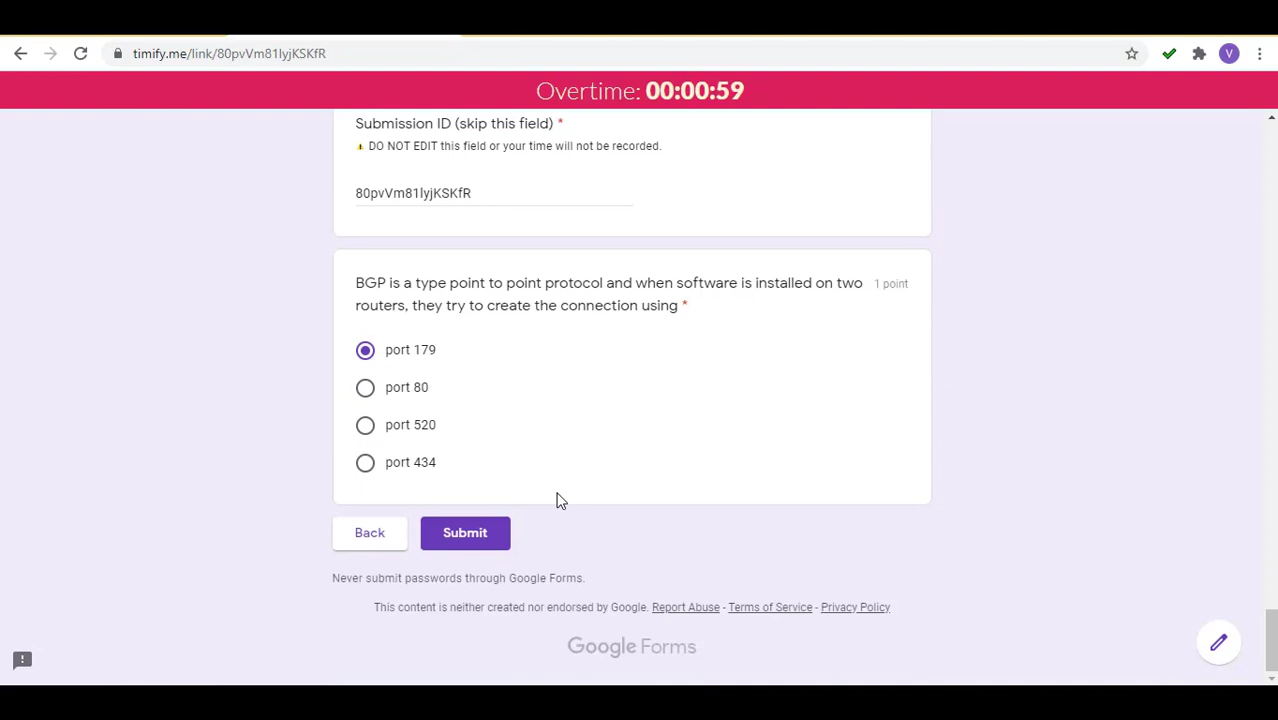 timify.me/link/80pvVm81lyjKSKfR
V
Overtime: 00:00:59
Submission ID (skip this field) *
DO NOT EDIT this field or your time will not be recorded.
80pvVm81lyjKSKfR
BGP is a type point to point protocol and when software is installed on two
1 point
routers, they try to create the connection using *
port 179
port 80
port 520
port 434
Back
Submit
Never submit passwords through Google Forms.
This content is neither created nor endorsed by Google. Report Abuse - Terms of Service - Privacy Policy
Google Forms